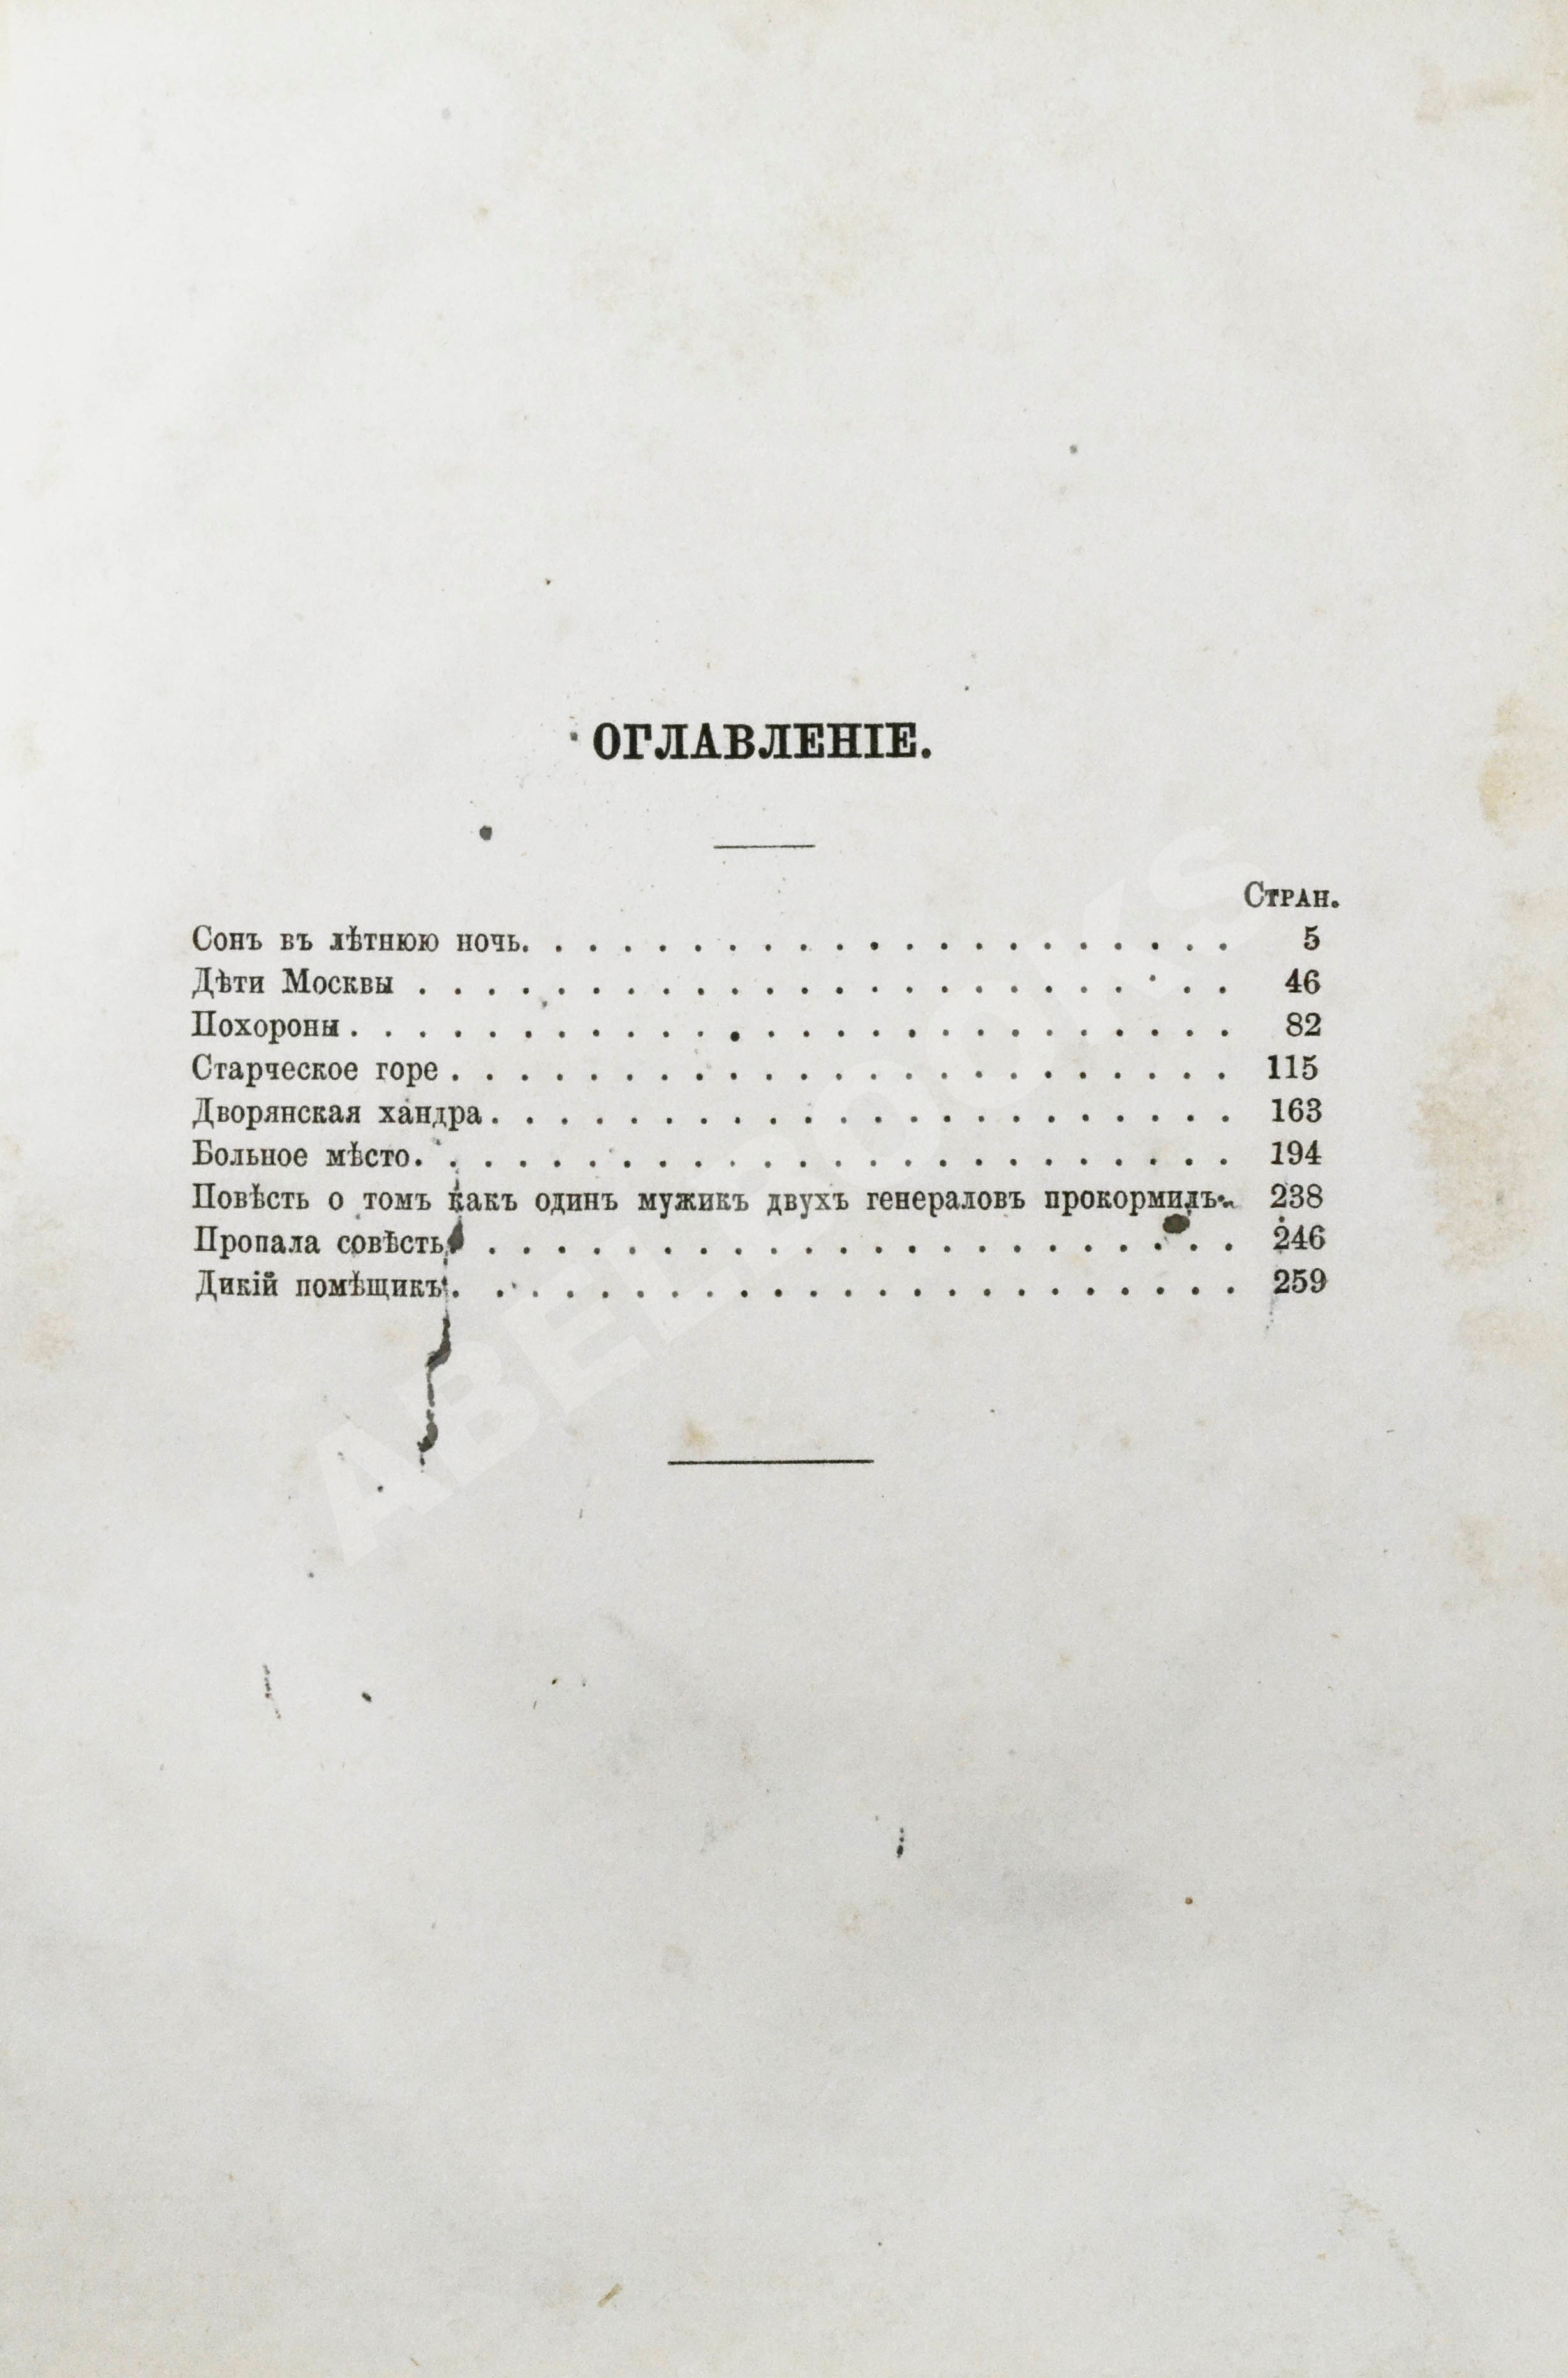 ОГЛАВЛЕНІЕ.
Стран.
Сонъ въ лѣтнюю ночь. . . . . . . . . . . . . . . . . . . . . 5
Дѣти Москвы . . . . . . . . . . . . . . . . . . . . . . . . 46
Похороны . . . . . . . . . . . . . . . . . . . . . . . . . . 82
Старческое горе . . . . . . . . . . . . . . . . . . . . . . . 115
Дворянская хандра . . . . . . . . . . . . . . . . . . . . . . 163
Больное мѣсто. . . . . . . . . . . . . . . . . . . . . . . . 194
Повѣсть о томъ какъ одинъ мужикъ двухъ генераловъ прокормилъ. 238
Пропала совѣсть . . . . . . . . . . . . . . . . . . . . . . 246
Дикій помѣщикъ . . . . . . . . . . . . . . . . . . . . . . . 259